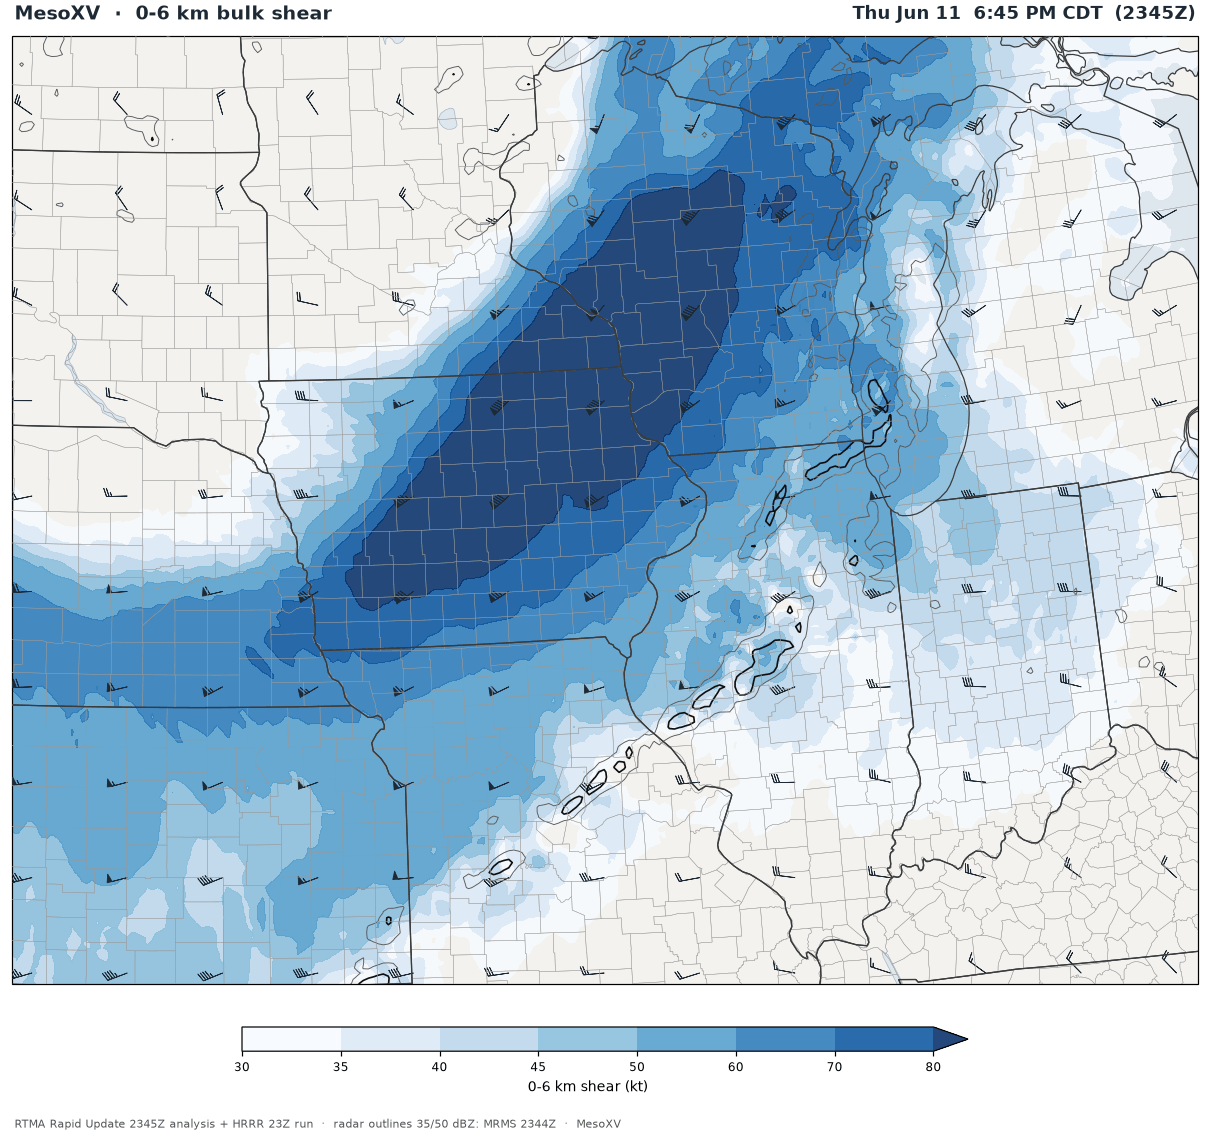 MesoXV · 0-6 km bulk shear
Thu Jun 11 6:45 PM CDT (2345Z)
30 35 40 45 50 60 70 80
0-6 km shear (kt)
RTMA Rapid Update 2345Z analysis + HRRR 23Z run · radar outlines 35/50 dBZ: MRMS 2344Z · MesoXV